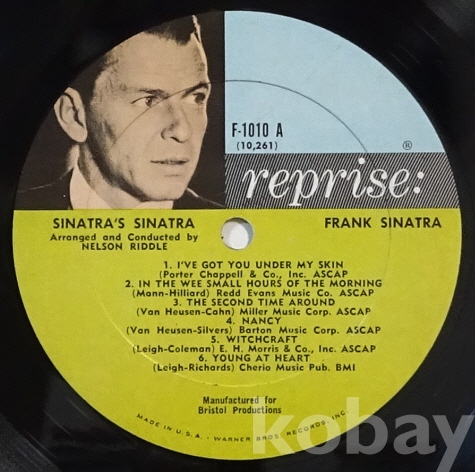 F-1010 A
(10,261)
®
reprise:
SINATRA'S SINATRA
FRANK SINATRA
Arranged and Conducted by
NELSON RIDDLE
1. I'VE GOT YOU UNDER MY SKIN
(Porter Chappell & Co., Inc. ASCAP
2. IN THE WEE SMALL HOURS OF THE MORNING
(Mann-Hilliard) Redd Evans Music Co. ASCAP
3. THE SECOND TIME AROUND
(Van Heusen-Cahn) Miller Music Corp. ASCAP
4. NANCY
(Van Heusen-Silvers) Barton Music Corp. ASCAP
5. WITCHCRAFT
(Leigh-Coleman) E. H. Morris & Co., Inc. ASCAP
6. YOUNG AT HEART
(Leigh-Richards) Cherio Music Pub. BMI
Manufactured for
Bristol Productions
MADE IN U.S.A. - WARNER BROS. RECORDS, INC.
kobay